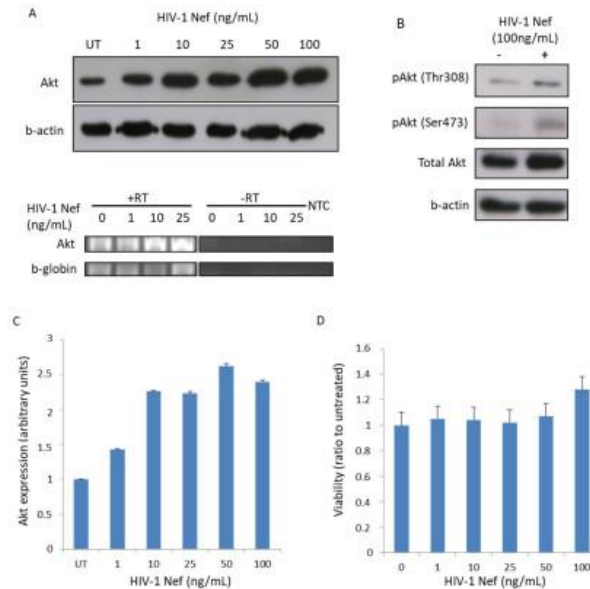 A
HIV-1 Nef (ng/mL)
UT 1 10 25 50 100
Akt
b-actin
+RT -RT NTC
HIV-1 Nef
(ng/mL) 0 1 10 25 0 1 10 25
Akt
b-globin
B
HIV-1 Nef
(100ng/mL)
- +
pAkt (Thr308)
pAkt (Ser473)
Total Akt
b-actin
C
Akt expression (arbitrary units)
3
2.5
2
1.5
1
0.5
0
UT 1 10 25 50 100
HIV-1 Nef (ng/mL)
D
Viability (ratio to untreated)
1.6
1.4
1.2
1
0.8
0.6
0.4
0.2
0
0 1 10 25 50 100
HIV-1 Nef (ng/mL)